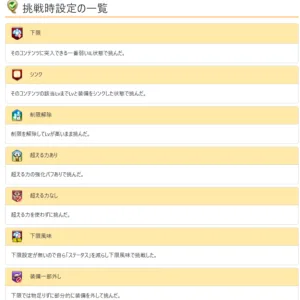 挑戦時設定の一覧
下限
そのコンテンツに突入できる一番弱いIL状態で挑んだ。
シンク
そのコンテンツの該当LvまでLvと装備をシンクした状態で挑んだ。
制限解除
制限を解除してLvが高いまま挑んだ。
超える力あり
超える力の強化バフありで挑んだ。
超える力なし
超える力を使わずに挑んだ。
下限風味
下限設定が無いので自ら「ステータス」を減らし下限風味で挑戦した。
装備一部外し
下限では物足りずに部分的に装備を外して挑んだ。